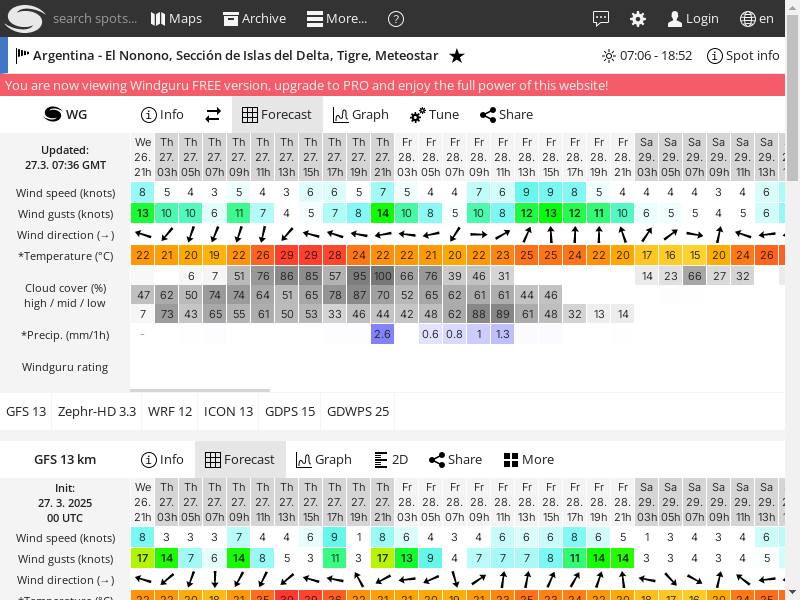 search spots... Maps Archive More... ? Login en
Argentina - El Nonono, Sección de Islas del Delta, Tigre, Meteostar ★ 07:06 - 18:52 Spot info
You are now viewing Windguru FREE version, upgrade to PRO and enjoy the full power of this website!
WG Info Forecast Graph Tune Share
Updated:
27.3. 07:36 GMT
We Th Th Th Th Th Th Th Th Th Th Fr Fr Fr Fr Fr Fr Fr Fr Fr Fr Sa Sa Sa Sa Sa Sa
26. 27. 27. 27. 27. 27. 27. 27. 27. 27. 27. 28. 28. 28. 28. 28. 28. 28. 28. 28. 28. 29. 29. 29. 29. 29. 29.
21h 03h 05h 07h 09h 11h 13h 15h 17h 19h 21h 03h 05h 07h 09h 11h 13h 15h 17h 19h 21h 03h 05h 07h 09h 11h 13h
Wind speed (knots) 8 5 4 3 5 4 3 6 6 5 7 5 4 4 7 6 9 9 8 5 4 4 4 4 3 4 6
Wind gusts (knots) 13 10 10 6 11 7 4 5 7 8 14 10 8 5 10 8 12 13 12 11 10 6 5 5 4 5 6
Wind direction (→)
*Temperature (°C) 22 21 20 19 22 26 29 29 28 24 22 22 21 20 22 23 25 25 24 22 20 17 16 15 20 24 26
Cloud cover (%)
high / mid / low
6 7 51 76 86 85 57 95 100 66 76 39 46 31 14 23 66 27 32
47 62 50 74 74 64 51 65 78 87 70 52 65 62 61 61 44 46
7 73 43 65 55 61 50 53 33 46 44 42 48 62 88 89 61 48 32 13 14
*Precip. (mm/1h) - 2.6 0.6 0.8 1 1.3
Windguru rating
GFS 13 Zephr-HD 3.3 WRF 12 ICON 13 GDPS 15 GDWPS 25
GFS 13 km Info Forecast Graph 2D Share More
Init:
27. 3. 2025
00 UTC
We Th Th Th Th Th Th Th Th Th Th Fr Fr Fr Fr Fr Fr Fr Fr Fr Fr Sa Sa Sa Sa Sa Sa
26. 27. 27. 27. 27. 27. 27. 27. 27. 27. 27. 28. 28. 28. 28. 28. 28. 28. 28. 28. 28. 29. 29. 29. 29. 29. 29.
21h 03h 05h 07h 09h 11h 13h 15h 17h 19h 21h 03h 05h 07h 09h 11h 13h 15h 17h 19h 21h 03h 05h 07h 09h 11h 13h
Wind speed (knots) 8 3 3 3 7 4 4 6 9 1 8 6 4 3 4 6 6 6 8 6 5 1 3 4 3 4 6
Wind gusts (knots) 17 14 7 6 14 8 5 3 11 3 17 13 9 4 7 7 7 8 11 14 14 3 3 4 3 4 5
Wind direction (→)
*Temperature (°C)